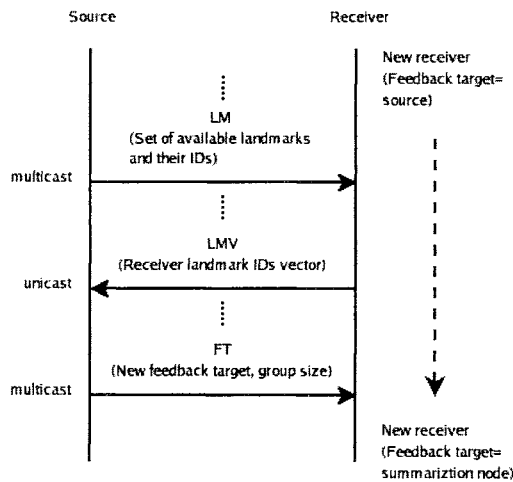 Source
Receiver
New receiver
(Feedback target=
source)
LM
(Set of available landmarks
and their IDs)
multicast
LMV
(Receiver landmark IDs vector)
unicast
FT
(New feedback target, group size)
multicast
New receiver
(Feedback target=
summariztion node)